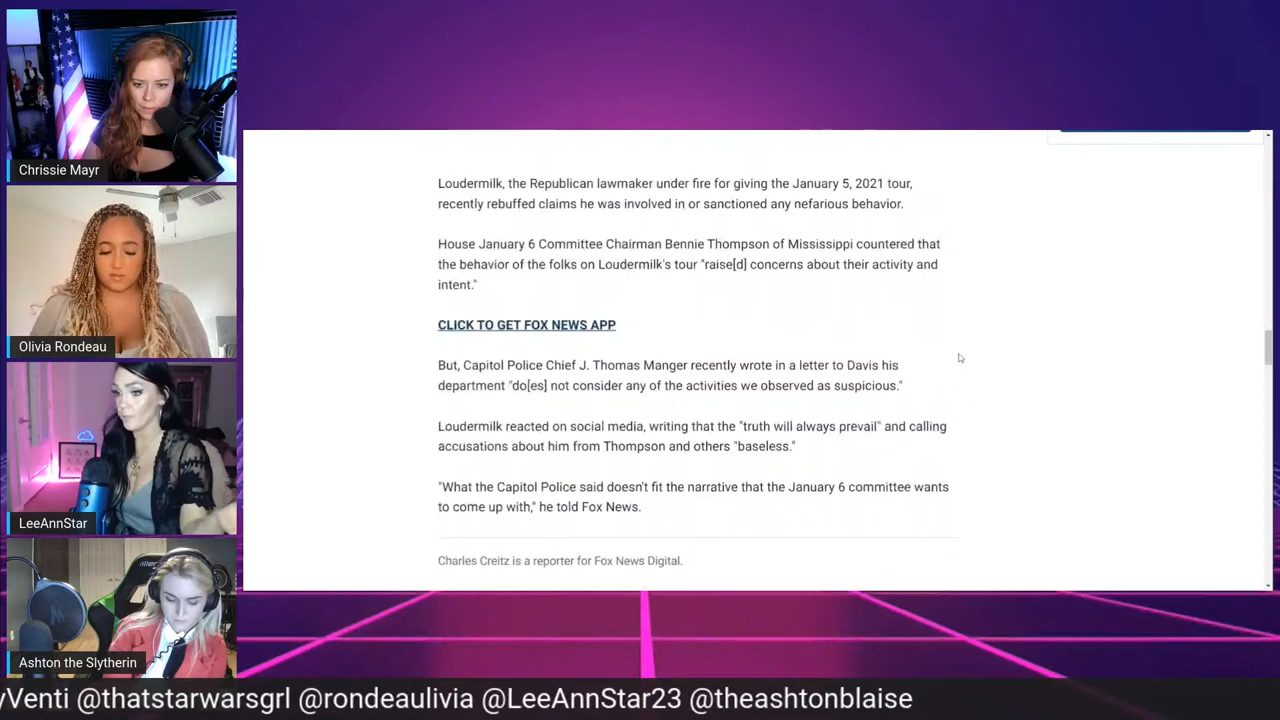 Chrissie Mayr
Olivia Rondeau
LeeAnnStar
Ashton the Slytherin
Loudermilk, the Republican lawmaker under fire for giving the January 5, 2021 tour,
recently rebuffed claims he was involved in or sanctioned any nefarious behavior.
House January 6 Committee Chairman Bennie Thompson of Mississippi countered that
the behavior of the folks on Loudermilk's tour "raise[d] concerns about their activity and
intent."
CLICK TO GET FOX NEWS APP
But, Capitol Police Chief J. Thomas Manger recently wrote in a letter to Davis his
department "do[es] not consider any of the activities we observed as suspicious."
Loudermilk reacted on social media, writing that the "truth will always prevail" and calling
accusations about him from Thompson and others "baseless."
"What the Capitol Police said doesn't fit the narrative that the January 6 committee wants
to come up with," he told Fox News.
Charles Creitz is a reporter for Fox News Digital.
yVenti @thatstarwarsgrl @rondeaulivia @LeeAnnStar23 @theashtonblaise